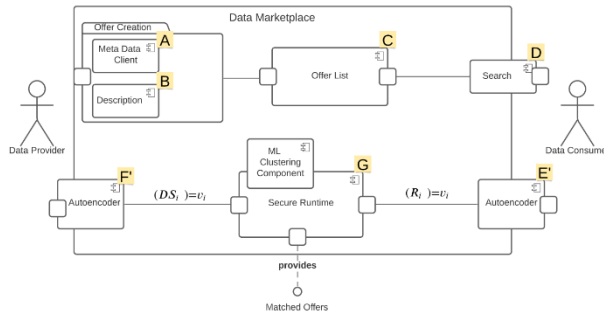 Data Marketplace
Offer Creation
A
Meta Data
Client
B
Description
C
Offer List
D
Search
Data Provider
Data Consume
F'
Autoencoder
(DSᵢ)=vᵢ
ML
Clustering
Component
G
Secure Runtime
(Rᵢ)=vᵢ
E'
Autoencoder
provides
Matched Offers